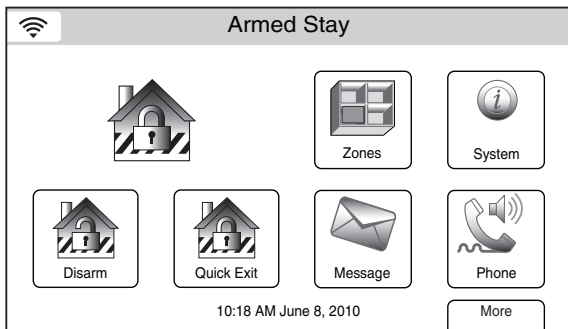 Armed Stay
Zones
System
Disarm
Quick Exit
Message
Phone
10:18 AM June 8, 2010
More